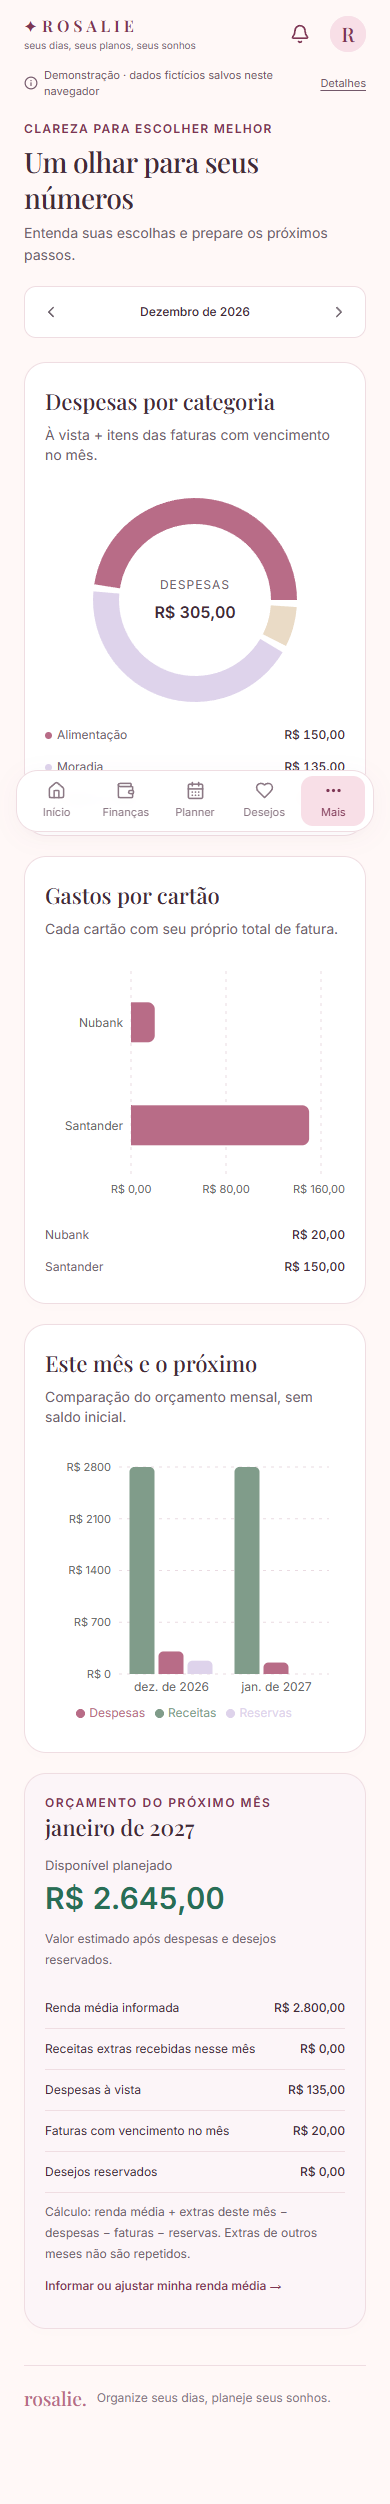 ✦ ROSALIE
seus dias, seus planos, seus sonhos
R
Demonstração · dados fictícios salvos neste
navegador
Detalhes
CLAREZA PARA ESCOLHER MELHOR
Um olhar para seus
números
Entenda suas escolhas e prepare os próximos
passos.
Dezembro de 2026
Despesas por categoria
À vista + itens das faturas com vencimento
no mês.
DESPESAS
R$ 305,00
Alimentação R$ 150,00
Moradia R$ 135,00
Início Finanças Planner Desejos Mais
Gastos por cartão
Cada cartão com seu próprio total de fatura.
Nubank
Santander
R$ 0,00 R$ 80,00 R$ 160,00
Nubank R$ 20,00
Santander R$ 150,00
Este mês e o próximo
Comparação do orçamento mensal, sem
saldo inicial.
R$ 2800
R$ 2100
R$ 1400
R$ 700
R$ 0
dez. de 2026 jan. de 2027
Despesas Receitas Reservas
ORÇAMENTO DO PRÓXIMO MÊS
janeiro de 2027
Disponível planejado
R$ 2.645,00
Valor estimado após despesas e desejos
reservados.
Renda média informada R$ 2.800,00
Receitas extras recebidas nesse mês R$ 0,00
Despesas à vista R$ 135,00
Faturas com vencimento no mês R$ 20,00
Desejos reservados R$ 0,00
Cálculo: renda média + extras deste mês −
despesas − faturas − reservas. Extras de outros
meses não são repetidos.
Informar ou ajustar minha renda média →
rosalie. Organize seus dias, planeje seus sonhos.